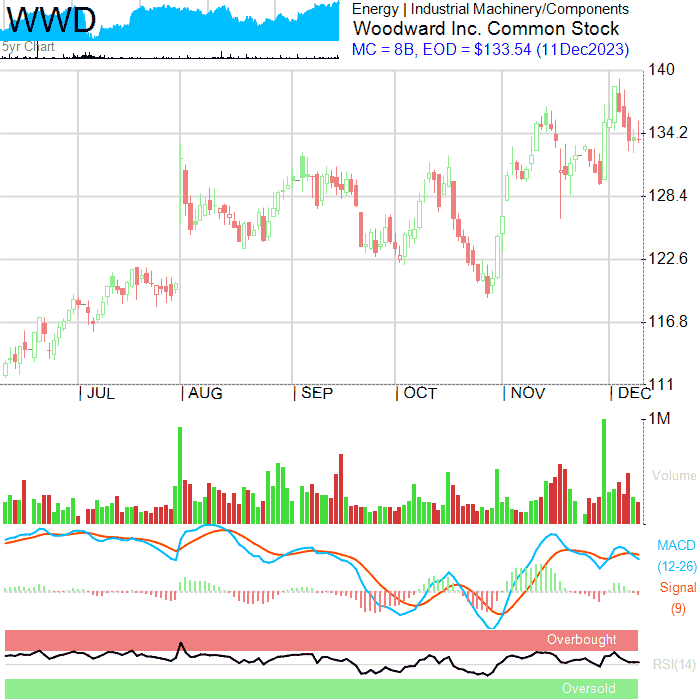 WWD
5yr Chart
Energy | Industrial Machinery/Components
Woodward Inc. Common Stock
MC = 8B, EOD = $133.54 (11Dec2023)
140
134.2
128.4
122.6
116.8
111
| JUL | AUG | SEP | OCT | NOV | DEC
1M
Volume
MACD
(12-26)
Signal
(9)
Overbought
RSI(14)
Oversold